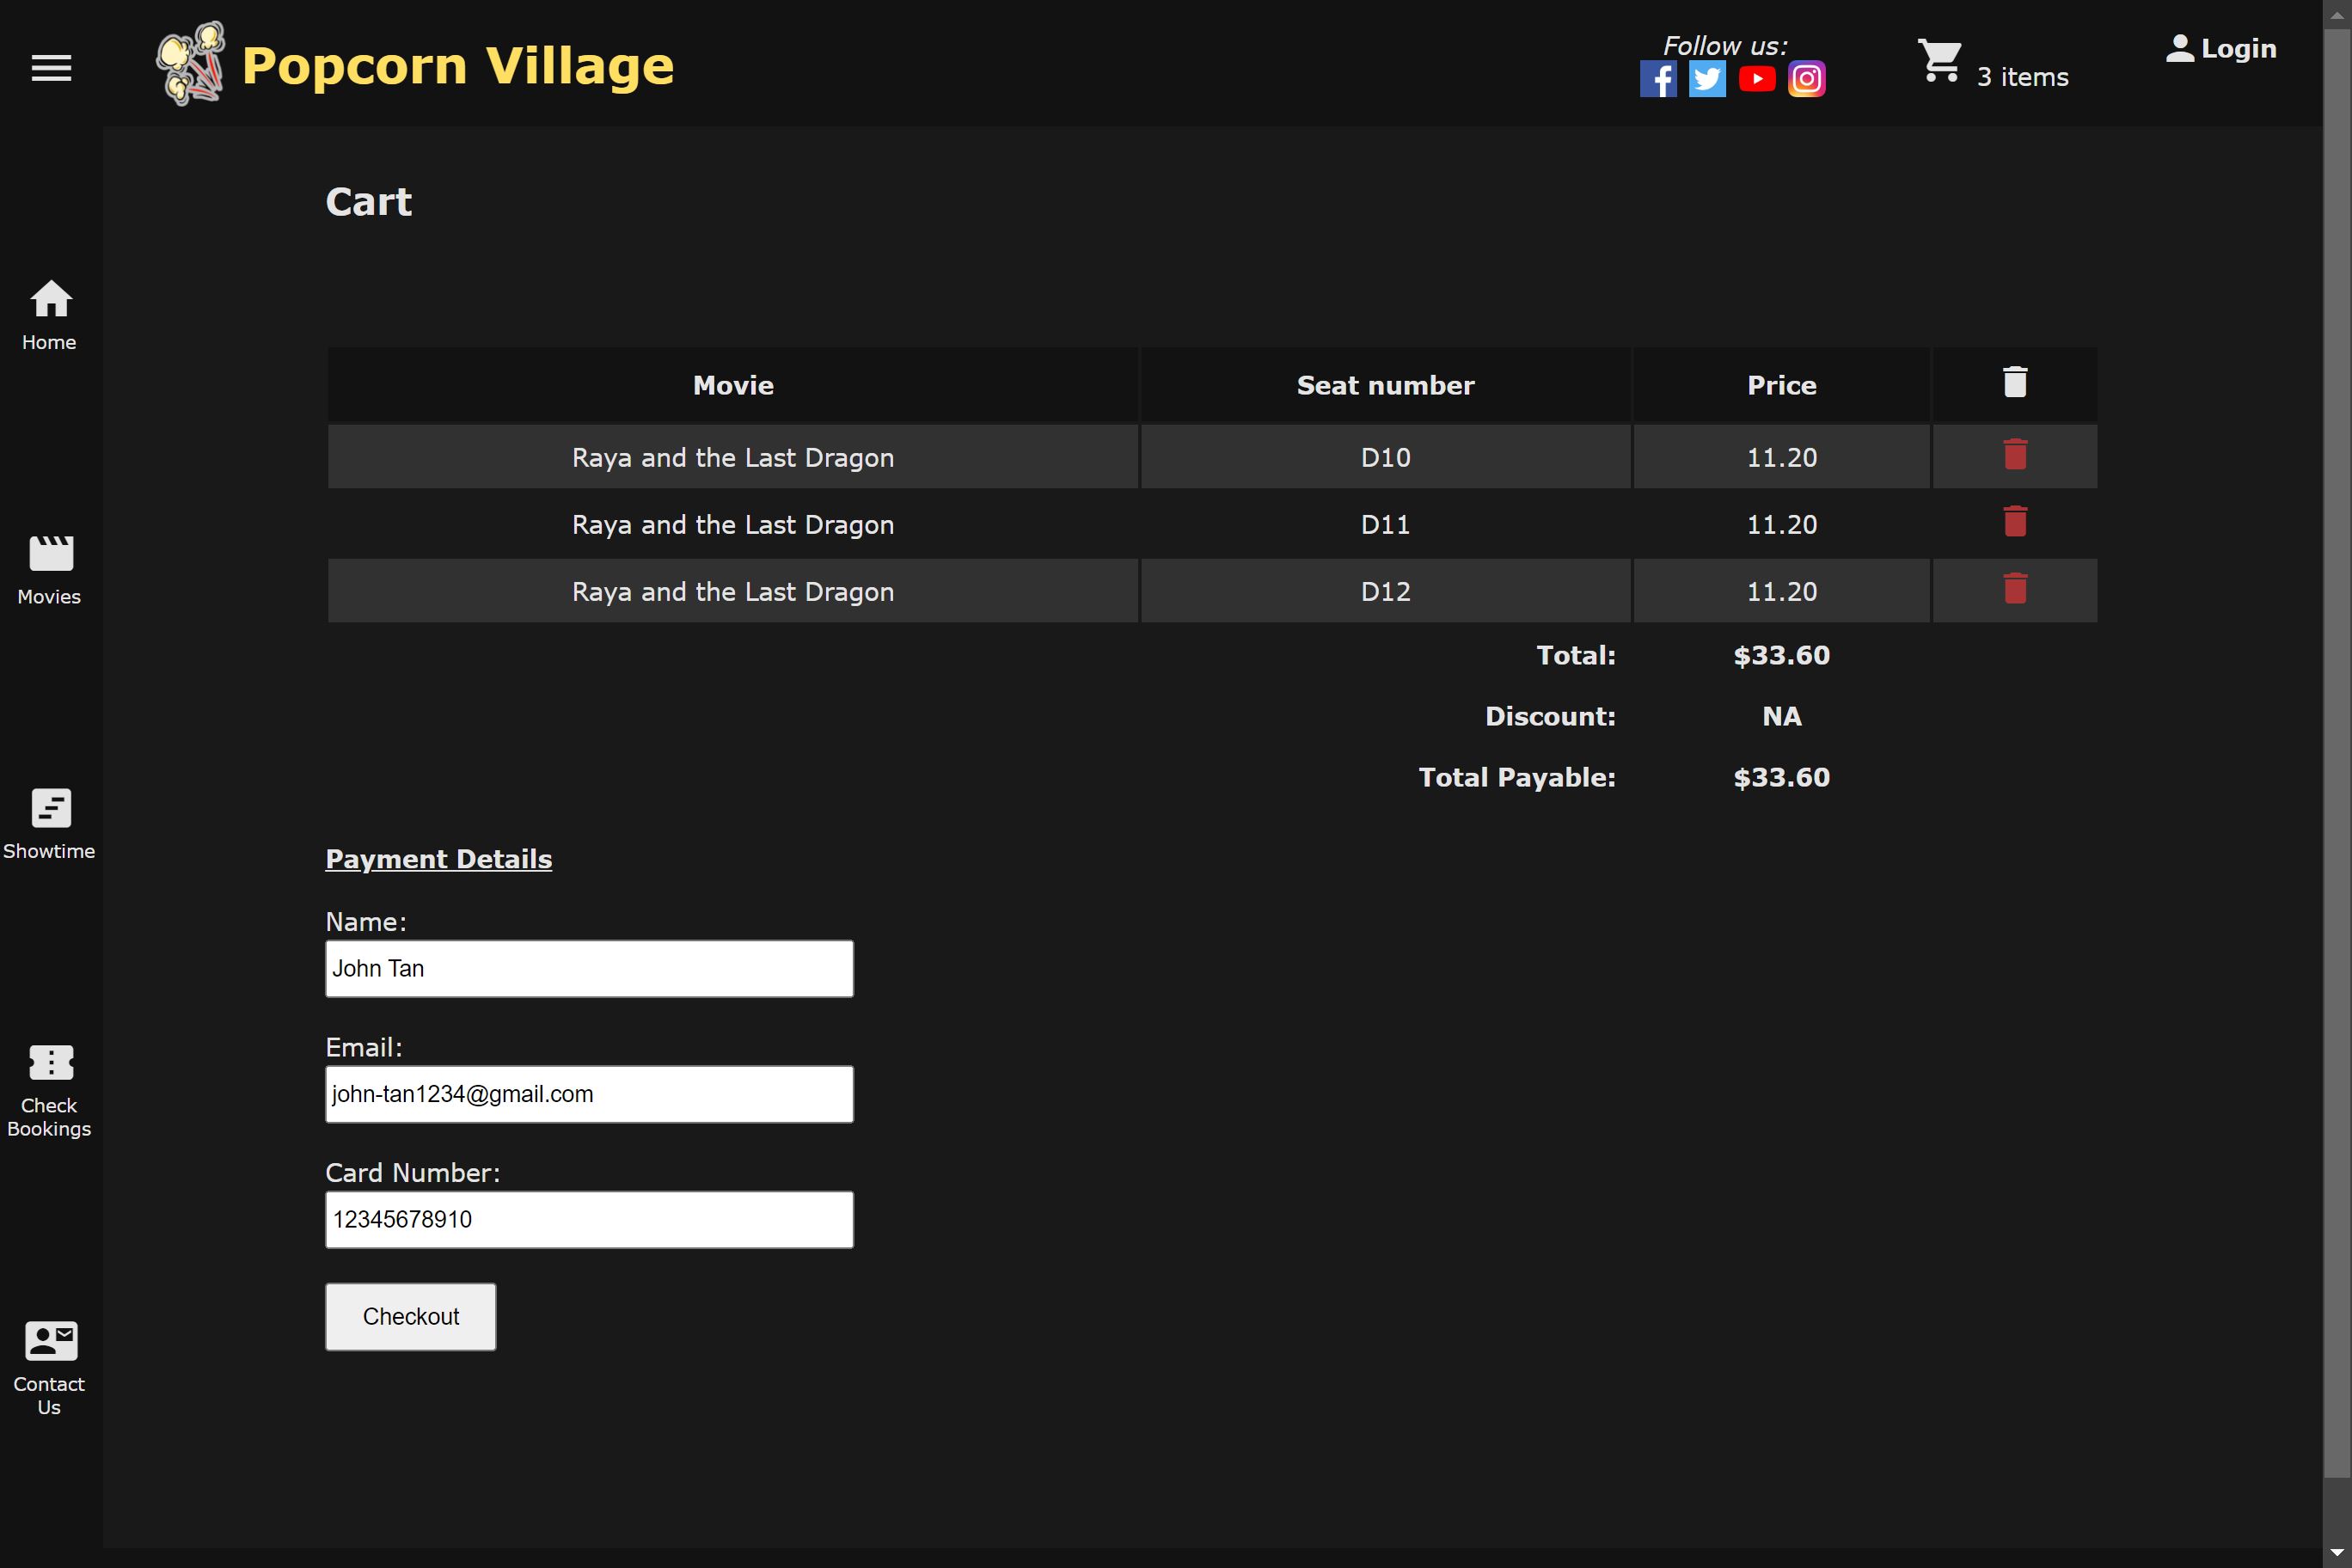 Popcorn Village
Follow us:
3 items
Login
Cart
Home
Movies
Showtime
Check
Bookings
Contact
Us
Movie Seat number Price
Raya and the Last Dragon D10 11.20
Raya and the Last Dragon D11 11.20
Raya and the Last Dragon D12 11.20
Total: $33.60
Discount: NA
Total Payable: $33.60
Payment Details
Name:
John Tan
Email:
john-tan1234@gmail.com
Card Number:
12345678910
Checkout